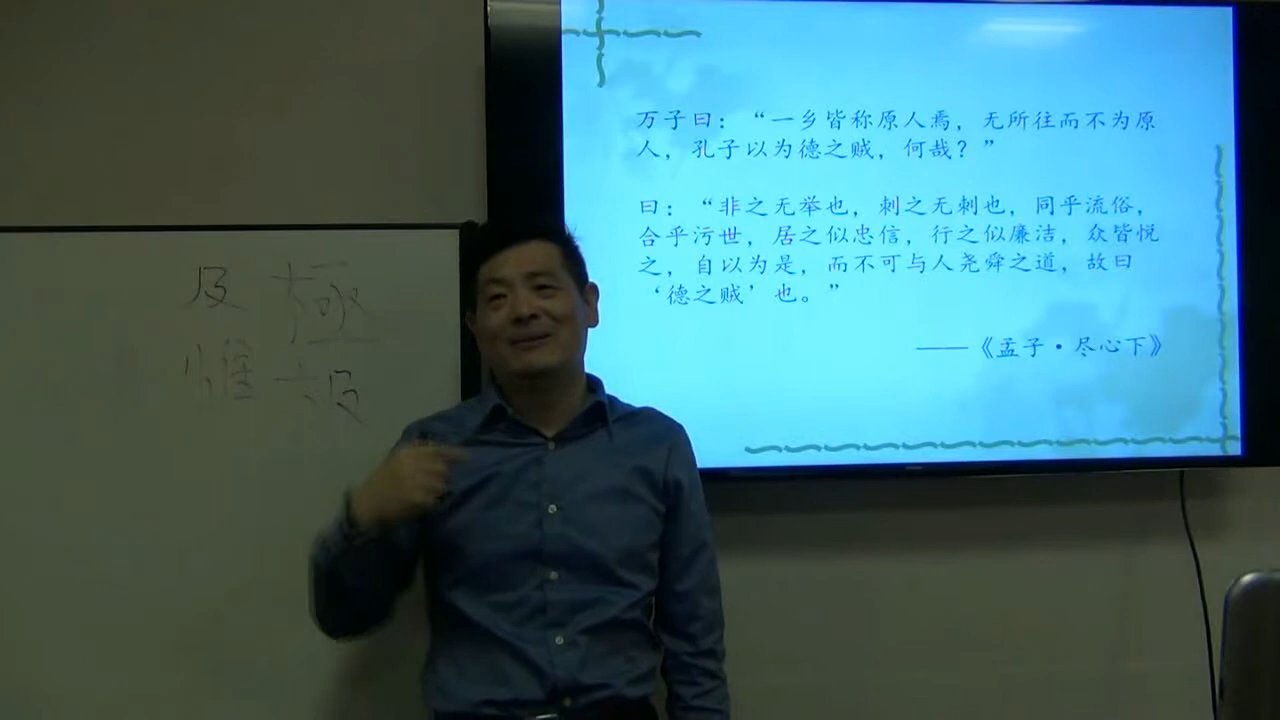 万子曰：“一乡皆称原人焉，无所往而不为原
人，孔子以为德之贼，何哉？”
曰：“非之无举也，刺之无刺也，同乎流俗，
合乎污世，居之似忠信，行之似廉洁，众皆悦
之，自以为是，而不可与人尧舜之道，故曰
‘德之贼’也。”
——《孟子·尽心下》
及 極
惟 极